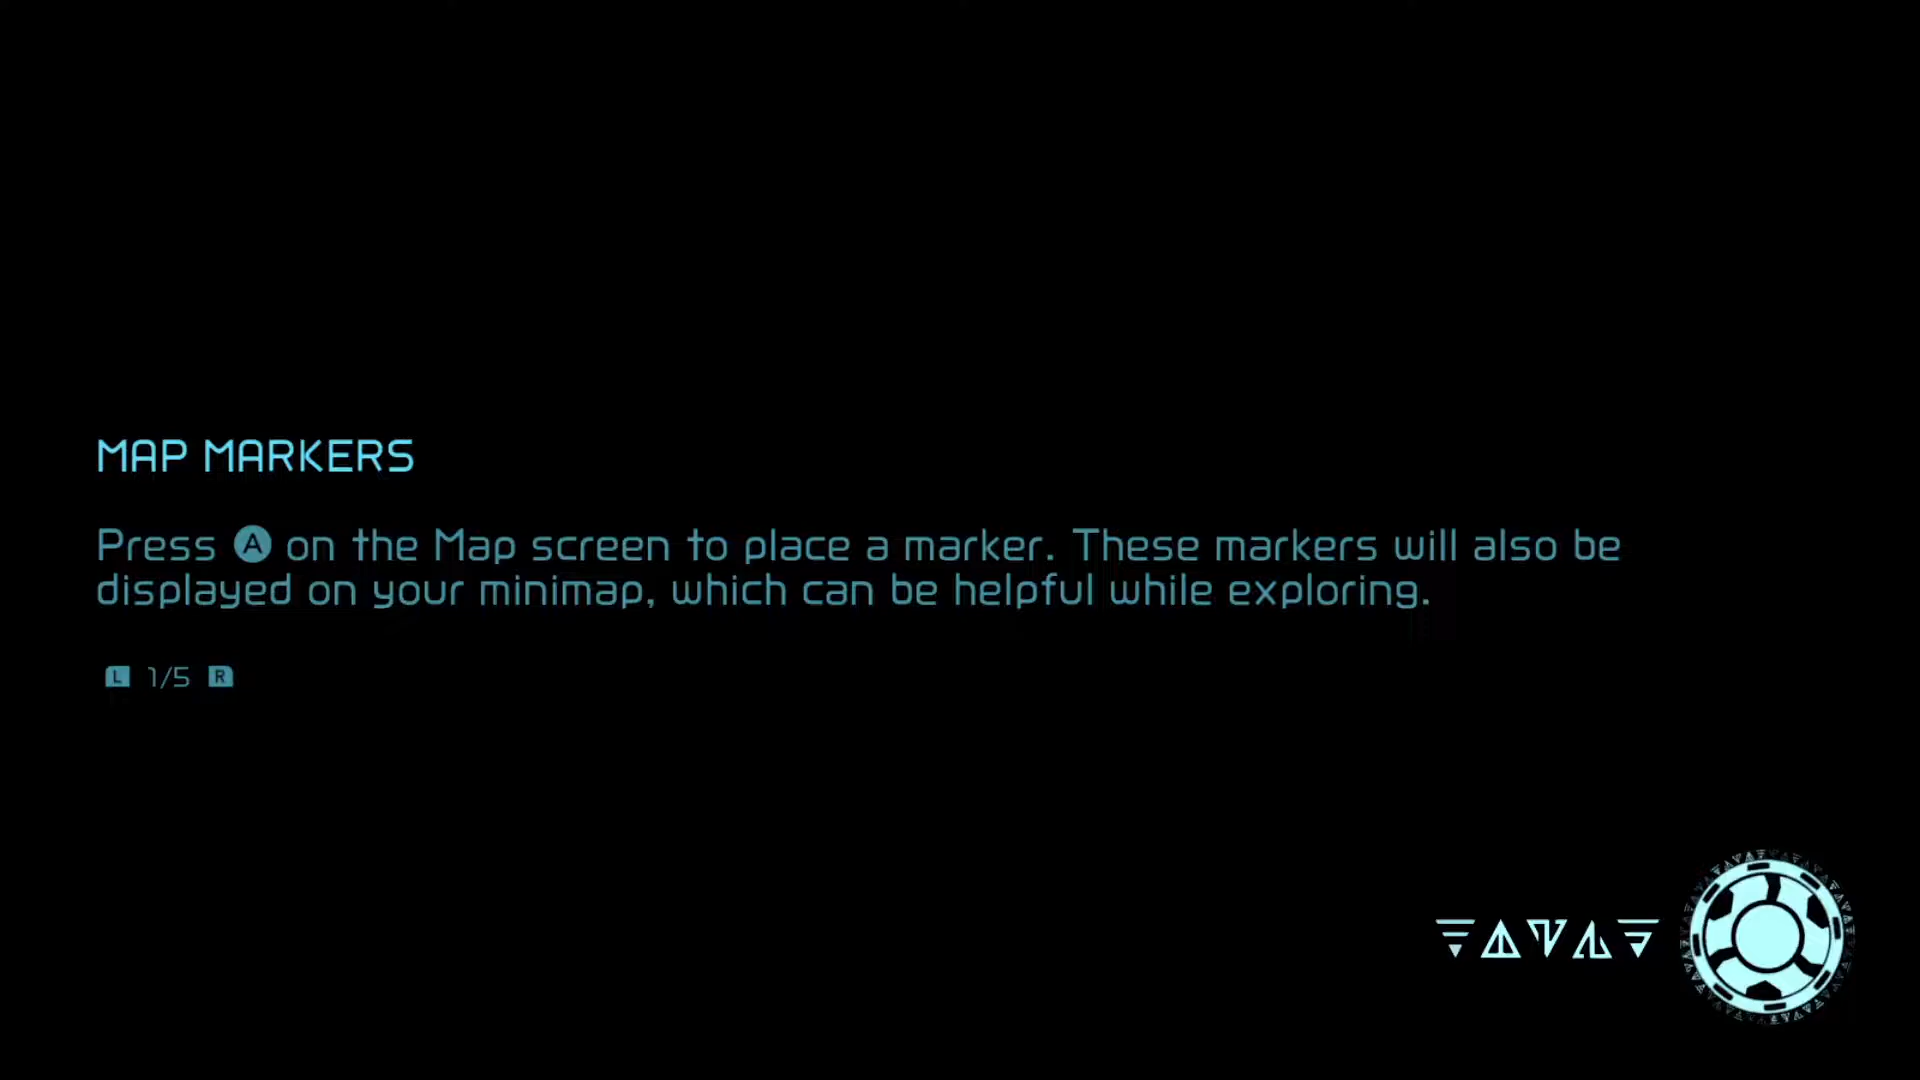 MAP MARKERS
Press A on the Map screen to place a marker. These markers will also be
displayed on your minimap, which can be helpful while exploring.
L 1/5 R